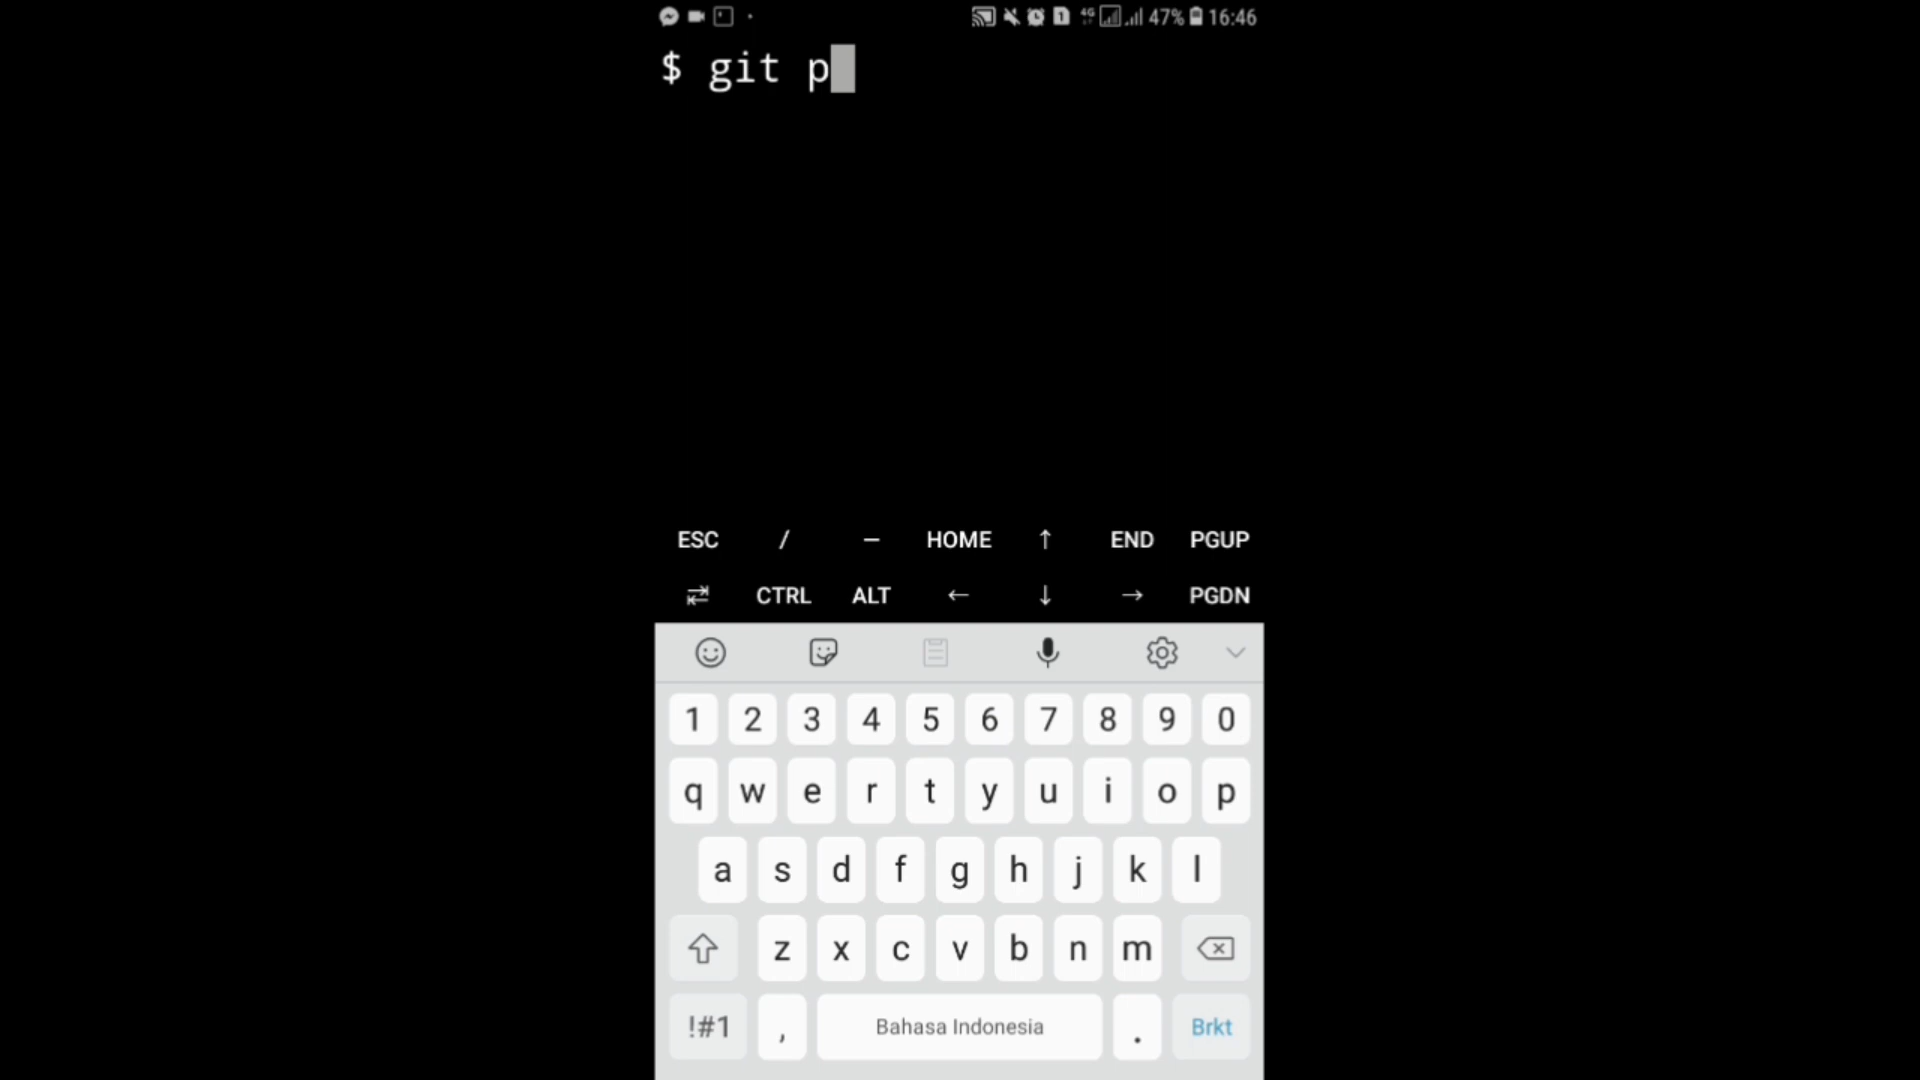 47% 16:46
$ git p
ESC / — HOME ↑ END PGUP
CTRL ALT ← ↓ → PGDN
1 2 3 4 5 6 7 8 9 0
q w e r t y u i o p
a s d f g h j k l
z x c v b n m
!#1 , Bahasa Indonesia . Brkt